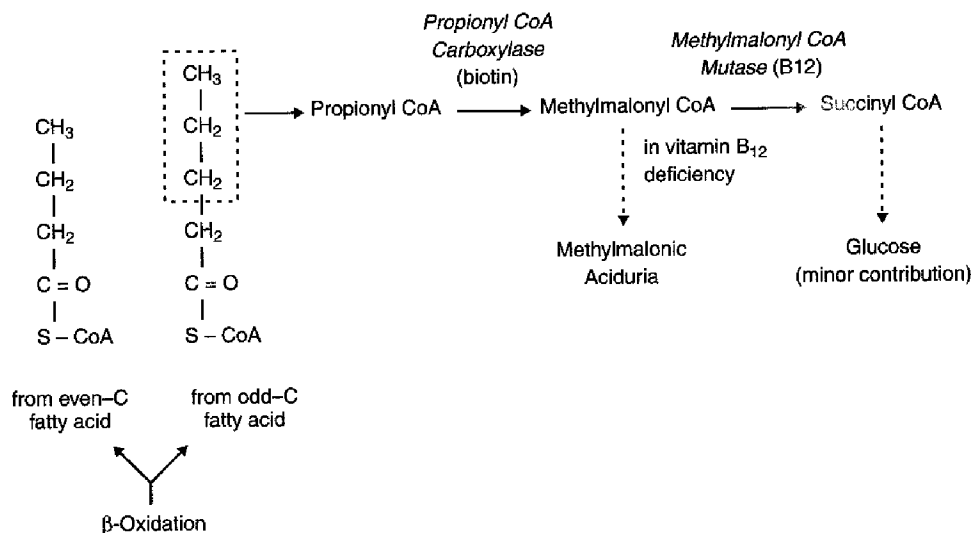 Propionyl CoA
Carboxylase
(biotin)
Methylmalonyl CoA
Mutase (B12)
Propionyl CoA
Methylmalonyl CoA
Succinyl CoA
in vitamin B12
deficiency
Methylmalonic
Aciduria
Glucose
(minor contribution)
CH3
CH2
CH2
C = O
S – CoA
from even–C
fatty acid
CH3
CH2
CH2
CH2
C = O
S – CoA
from odd–C
fatty acid
β-Oxidation